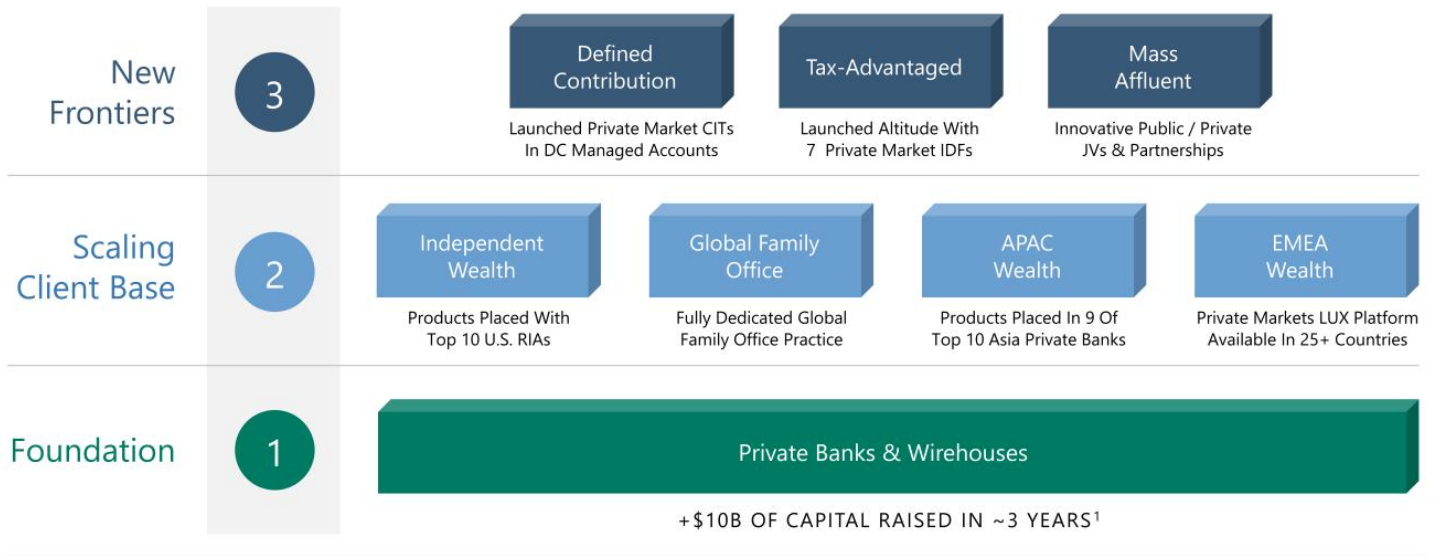 New
Frontiers
3
Defined
Contribution
Launched Private Market CITs
In DC Managed Accounts
Tax-Advantaged
Launched Altitude With
7 Private Market IDFs
Mass
Affluent
Innovative Public / Private
JVs & Partnerships
Scaling
Client Base
2
Independent
Wealth
Products Placed With
Top 10 U.S. RIAs
Global Family
Office
Fully Dedicated Global
Family Office Practice
APAC
Wealth
Products Placed In 9 Of
Top 10 Asia Private Banks
EMEA
Wealth
Private Markets LUX Platform
Available In 25+ Countries
Foundation
1
Private Banks & Wirehouses
+$10B OF CAPITAL RAISED IN ~3 YEARS¹